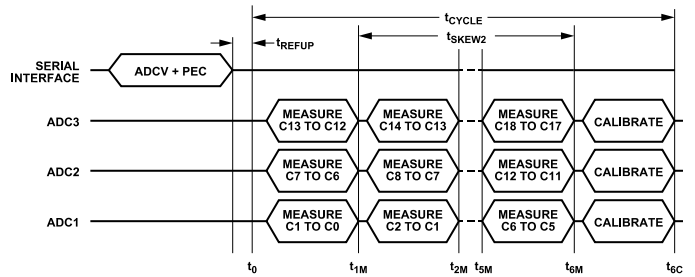 tCYCLE
tREFUP
tSKEW2
SERIAL
INTERFACE
ADCV + PEC
ADC3
MEASURE
C13 TO C12
MEASURE
C14 TO C13
MEASURE
C18 TO C17
CALIBRATE
ADC2
MEASURE
C7 TO C6
MEASURE
C8 TO C7
MEASURE
C12 TO C11
CALIBRATE
ADC1
MEASURE
C1 TO C0
MEASURE
C2 TO C1
MEASURE
C6 TO C5
CALIBRATE
t0
t1M
t2M
t5M
t6M
t6C